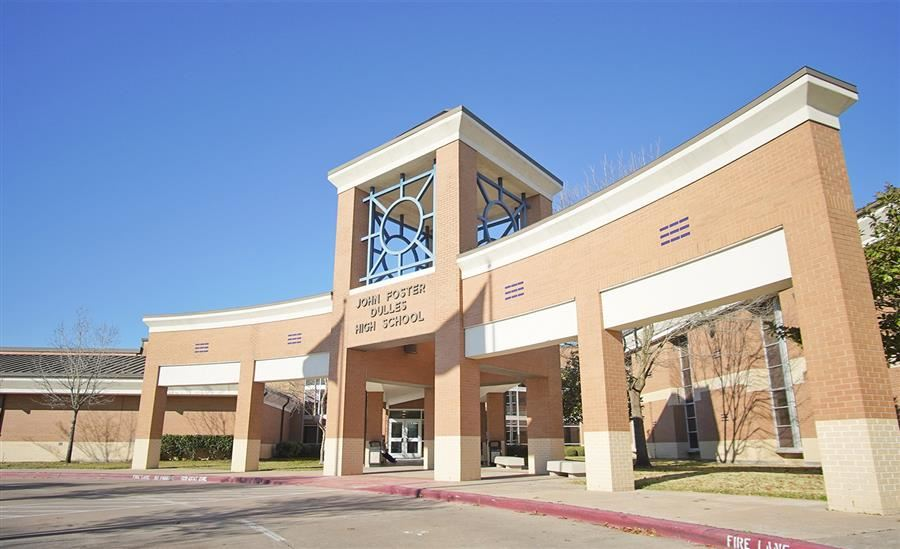 JOHN FOSTER
DULLES
HIGH SCHOOL
FIRE LANE